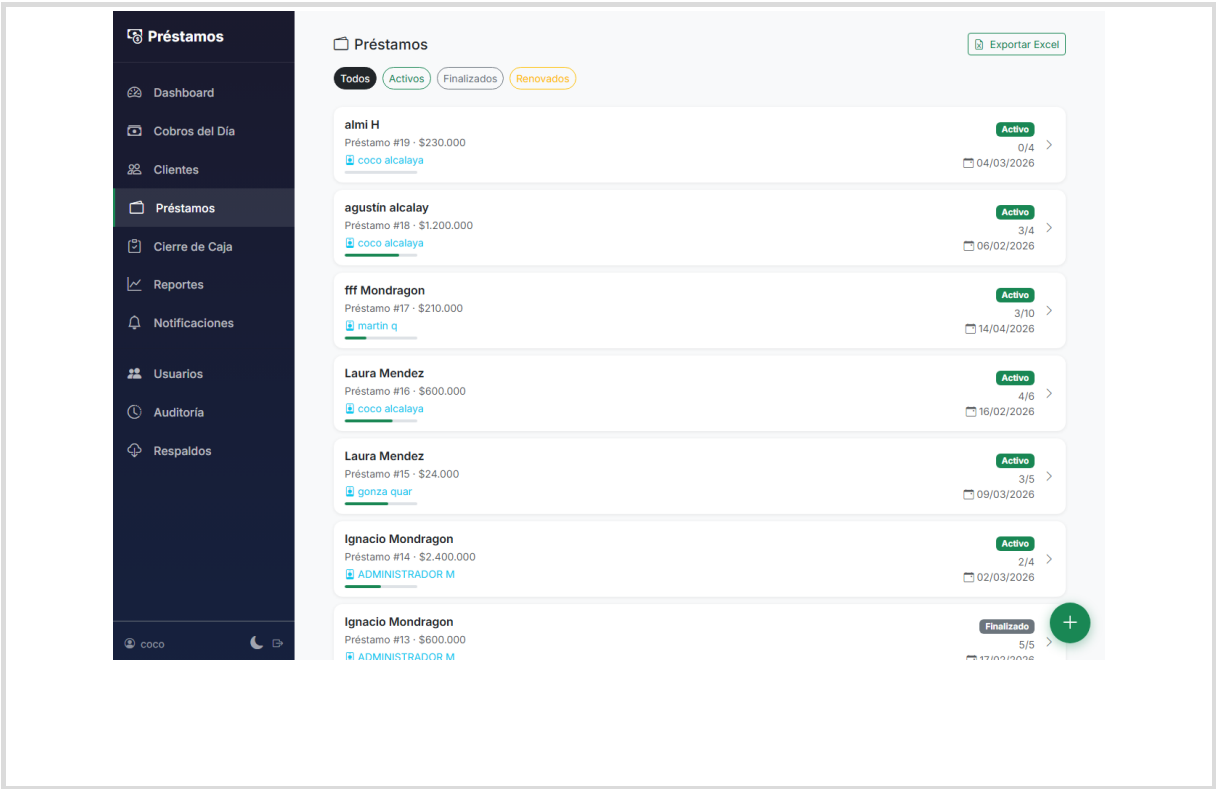 Préstamos
Dashboard
Cobros del Día
Clientes
Préstamos
Cierre de Caja
Reportes
Notificaciones
Usuarios
Auditoría
Respaldos
coco
Préstamos
Exportar Excel
Todos Activos Finalizados Renovados
almi H
Préstamo #19 · $230.000
coco alcalaya
Activo
0/4
04/03/2026
agustín alcalay
Préstamo #18 · $1.200.000
coco alcalaya
Activo
3/4
06/02/2026
fff Mondragon
Préstamo #17 · $210.000
martin q
Activo
3/10
14/04/2026
Laura Mendez
Préstamo #16 · $600.000
coco alcalaya
Activo
4/6
16/02/2026
Laura Mendez
Préstamo #15 · $24.000
gonza quar
Activo
3/5
09/03/2026
Ignacio Mondragon
Préstamo #14 · $2.400.000
ADMINISTRADOR M
Activo
2/4
02/03/2026
Ignacio Mondragon
Préstamo #13 · $600.000
ADMINISTRADOR M
Finalizado
5/5
17/02/2026
+